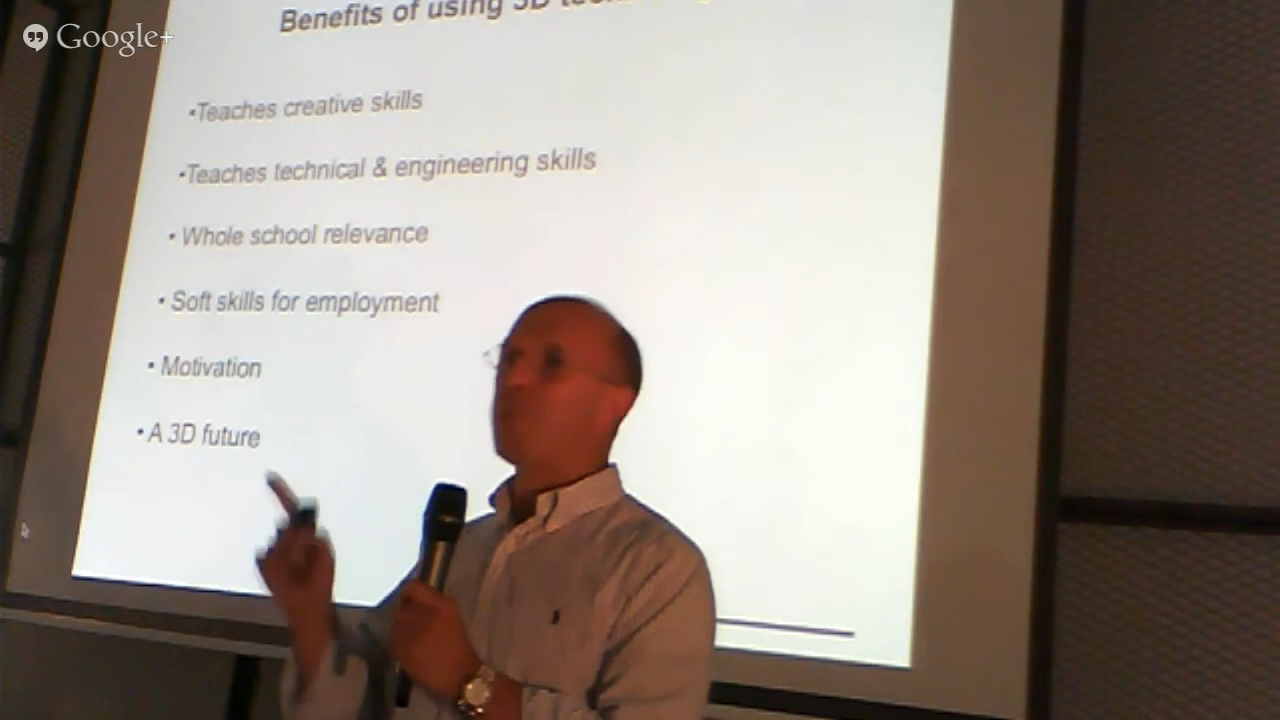 Google+
Benefits of using 3D
•Teaches creative skills
•Teaches technical & engineering skills
• Whole school relevance
• Soft skills for employment
• Motivation
• A 3D future